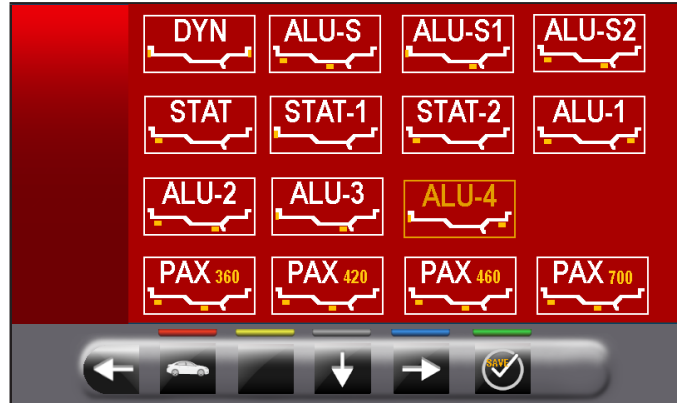 DYN ALU-S ALU-S1 ALU-S2
STAT STAT-1 STAT-2 ALU-1
ALU-2 ALU-3 ALU-4
PAX 360 PAX 420 PAX 460 PAX 700
SAVE